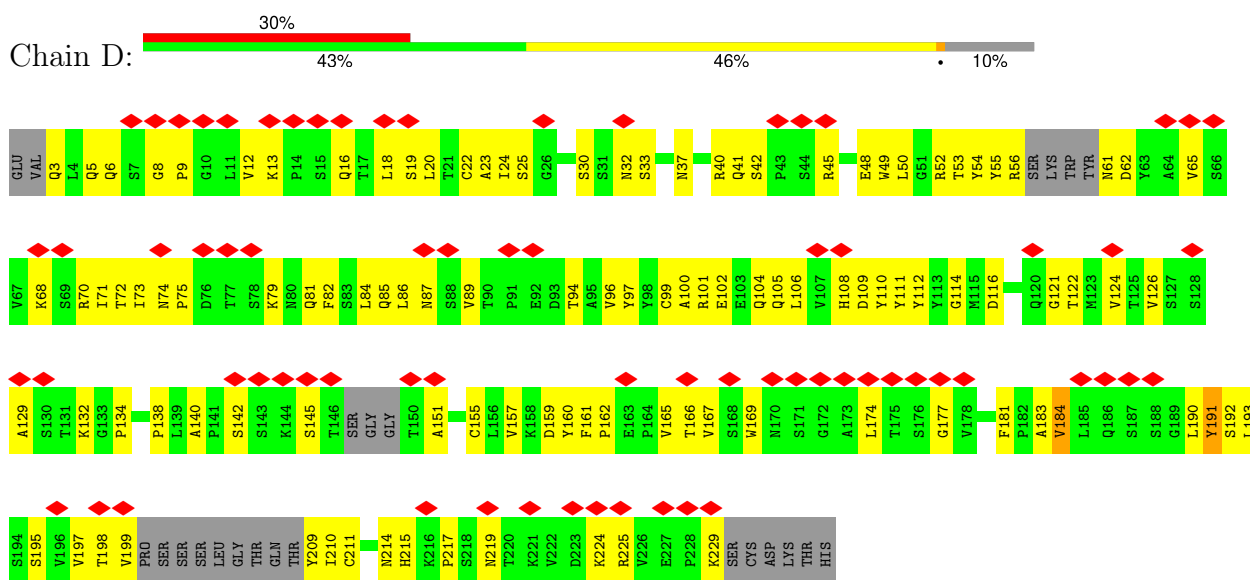 30%
Chain D:
43% 46% • 10%
GLU VAL Q3 L4 Q5 Q6 S7 G8 P9 G10 L11 V12 K13 P14 S15 Q16 T17 L18 S19 L20 T21 C22 A23 I24 S25 G26 S30 S31 N32 S33 N37 R40 Q41 S42 P43 S44 R45 E48 W49 L50 G51 R52 T53 Y54 Y55 R56 SER LYS TRP TYR N61 D62 Y63 A64 V65 S66
V67 K68 S69 R70 I71 T72 I73 N74 P75 D76 T77 S78 K79 N80 Q81 F82 S83 L84 Q85 L86 N87 S88 V89 T90 P91 E92 D93 T94 A95 V96 Y97 Y98 C99 A100 R101 E102 E103 Q104 Q105 L106 V107 H108 D109 Y110 Y111 Y112 Y113 G114 M115 D116 Q120 G121 T122 M123 V124 T125 V126 S127 S128
A129 S130 T131 K132 G133 P134 P138 L139 A140 P141 S142 S143 K144 S145 T146 SER GLY GLY T150 A151 C155 L156 V157 K158 D159 Y160 F161 P162 E163 P164 V165 T166 V167 S168 W169 N170 S171 G172 A173 L174 T175 S176 G177 V178 F181 P182 A183 V184 L185 Q186 S187 S188 G189 L190 Y191 S192 L193
S194 S195 V196 V197 T198 V199 PRO SER SER SER LEU GLY THR GLN THR Y209 I210 C211 N214 H215 K216 P217 S218 N219 T220 K221 V222 D223 K224 R225 V226 E227 P228 K229 SER CYS ASP LYS THR HIS